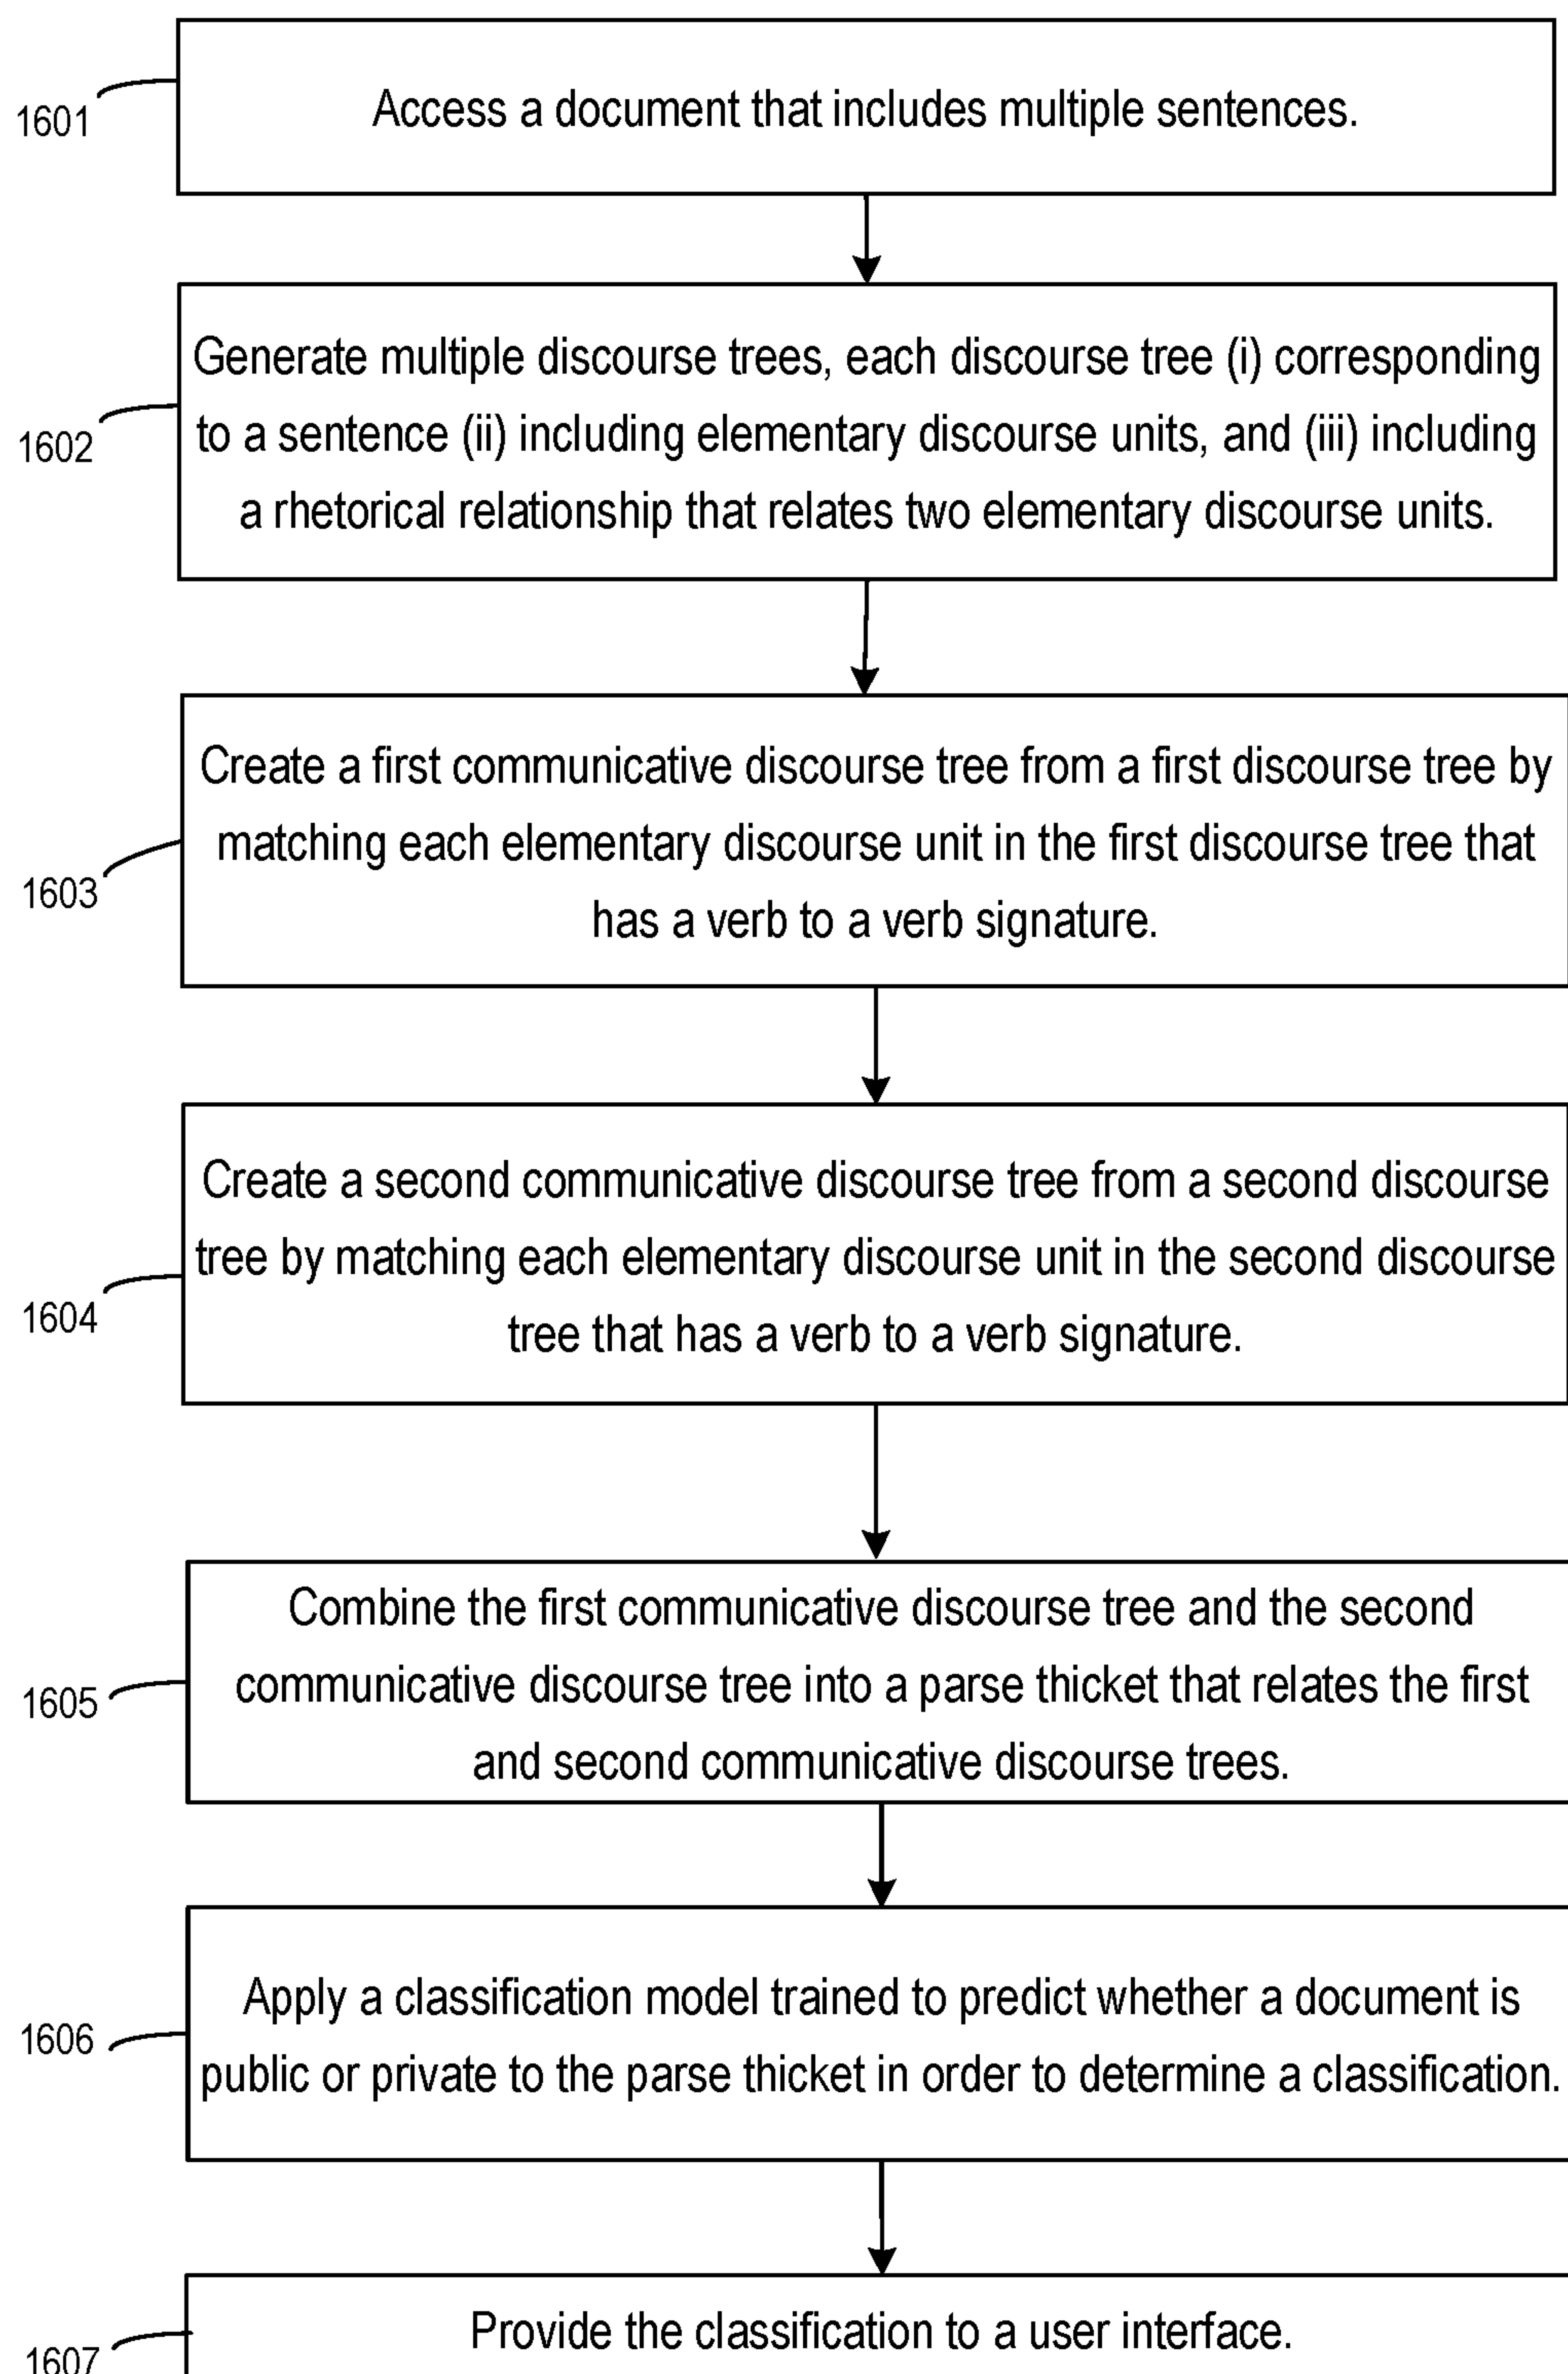 1601
Access a document that includes multiple sentences.
1602
Generate multiple discourse trees, each discourse tree (i) corresponding
to a sentence (ii) including elementary discourse units, and (iii) including
a rhetorical relationship that relates two elementary discourse units.
1603
Create a first communicative discourse tree from a first discourse tree by
matching each elementary discourse unit in the first discourse tree that
has a verb to a verb signature.
1604
Create a second communicative discourse tree from a second discourse
tree by matching each elementary discourse unit in the second discourse
tree that has a verb to a verb signature.
1605
Combine the first communicative discourse tree and the second
communicative discourse tree into a parse thicket that relates the first
and second communicative discourse trees.
1606
Apply a classification model trained to predict whether a document is
public or private to the parse thicket in order to determine a classification.
1607
Provide the classification to a user interface.